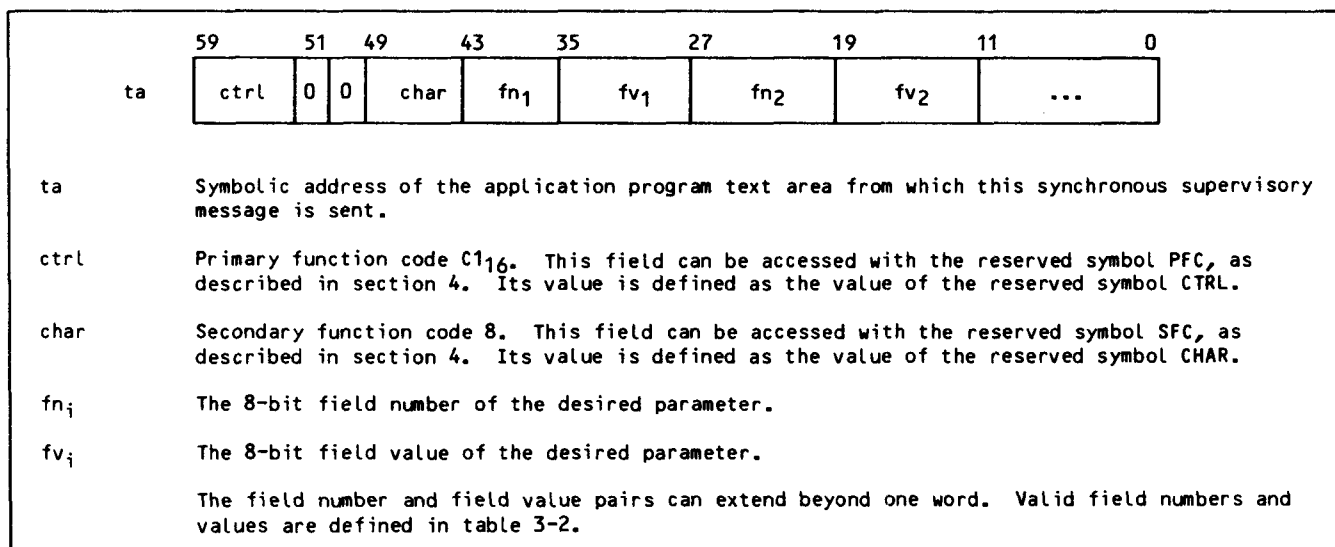 59 51 49 43 35 27 19 11 0
ta ctrl 0 0 char fn1 fv1 fn2 fv2 ...
ta Symbolic address of the application program text area from which this synchronous supervisory
message is sent.
ctrl Primary function code C116. This field can be accessed with the reserved symbol PFC, as
described in section 4. Its value is defined as the value of the reserved symbol CTRL.
char Secondary function code 8. This field can be accessed with the reserved symbol SFC, as
described in section 4. Its value is defined as the value of the reserved symbol CHAR.
fni The 8-bit field number of the desired parameter.
fvi The 8-bit field value of the desired parameter.
The field number and field value pairs can extend beyond one word. Valid field numbers and
values are defined in table 3-2.